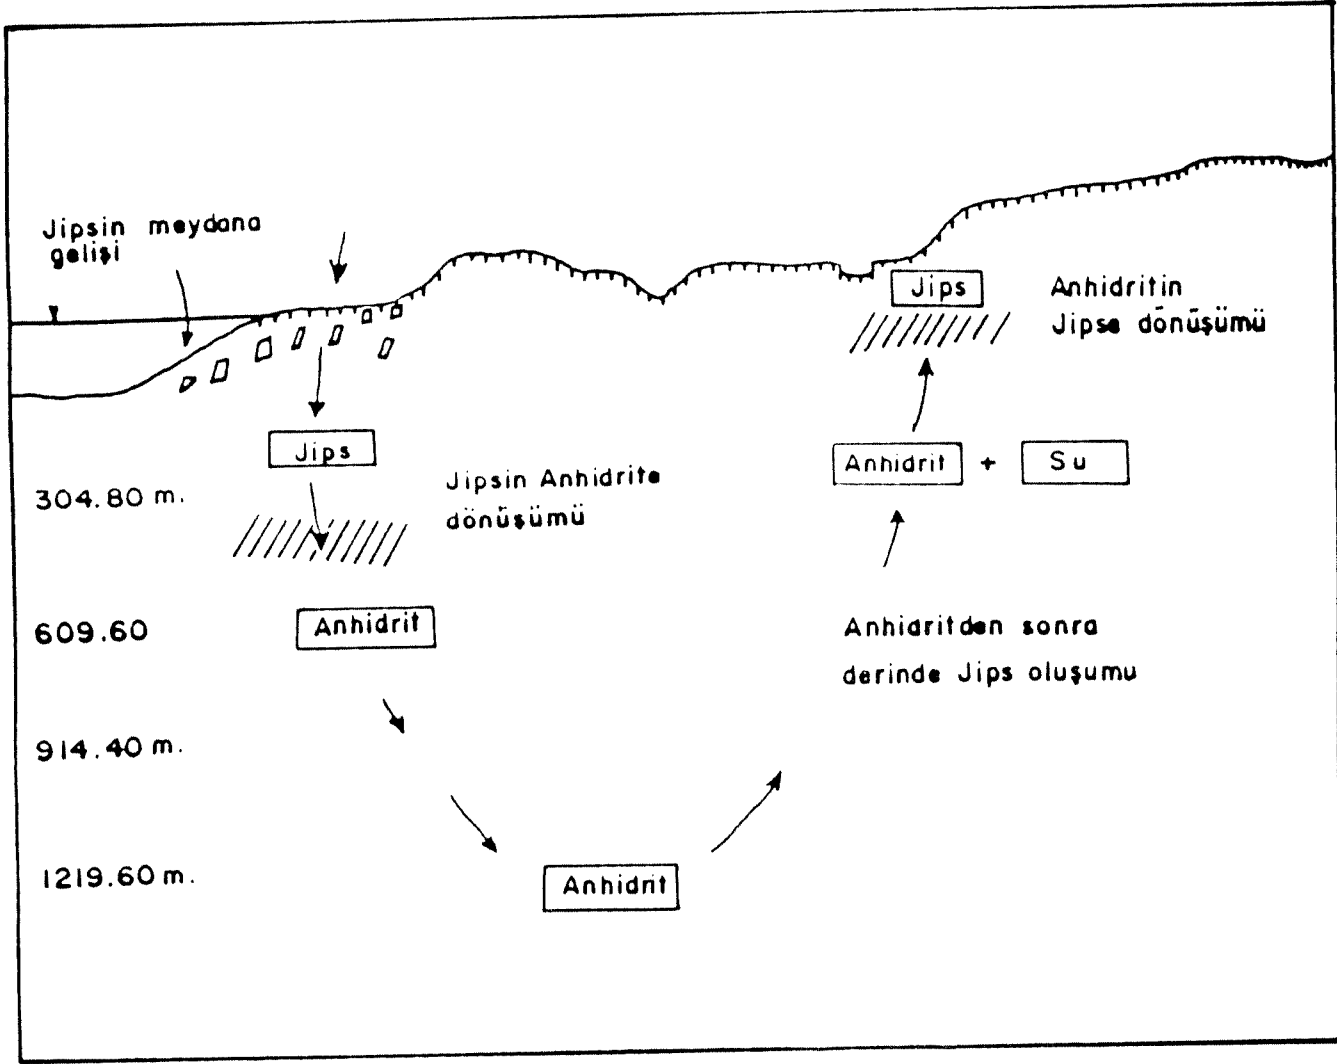 Jipsin meydana
gelişi
Jips
Anhidritin
Jipse dönüşümü
Jips
304.80 m.
Jipsin Anhidrite
dönüşümü
Anhidrit + Su
609.60
Anhidrit
Anhidritden sonra
derinde Jips oluşumu
914.40 m.
1219.60 m.
Anhidrit